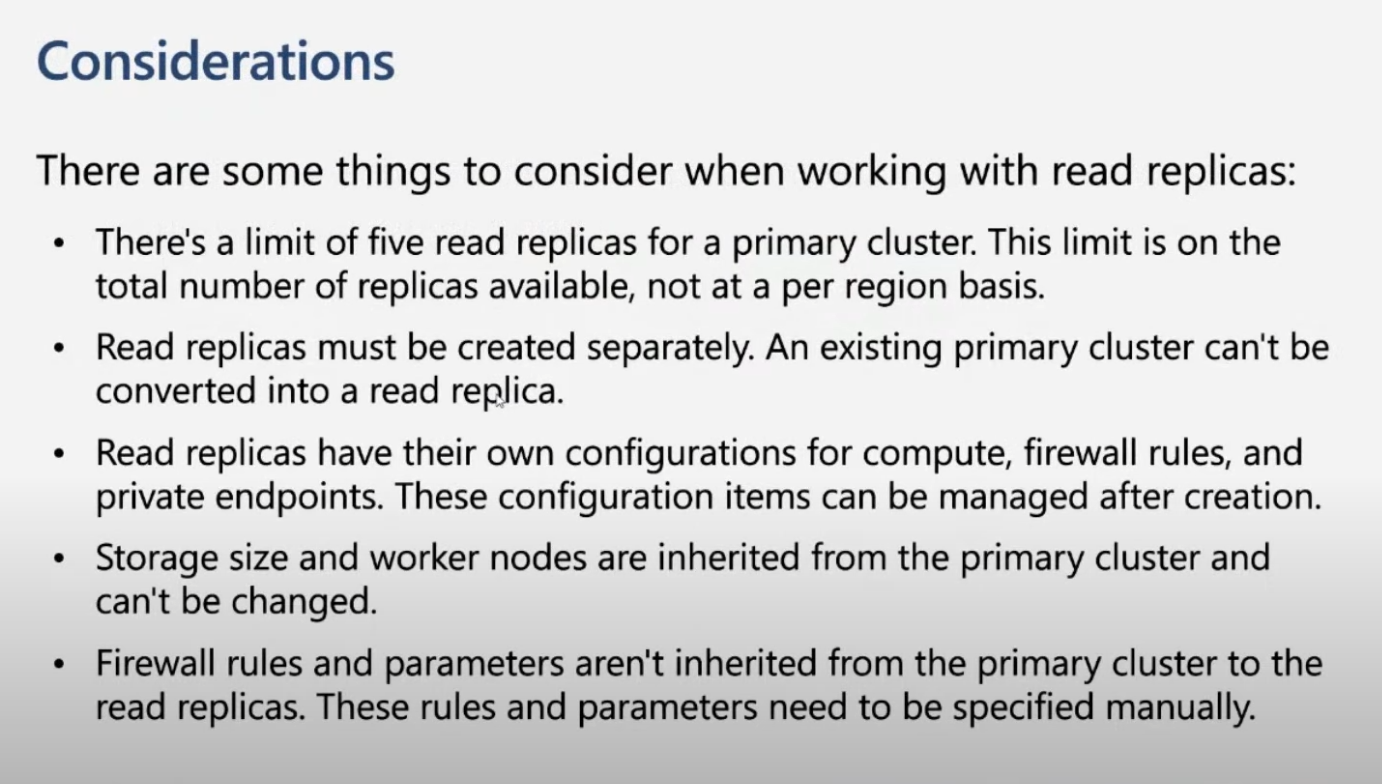 Considerations
There are some things to consider when working with read replicas:
• There's a limit of five read replicas for a primary cluster. This limit is on the
total number of replicas available, not at a per region basis.
• Read replicas must be created separately. An existing primary cluster can't be
converted into a read replica.
• Read replicas have their own configurations for compute, firewall rules, and
private endpoints. These configuration items can be managed after creation.
• Storage size and worker nodes are inherited from the primary cluster and
can't be changed.
• Firewall rules and parameters aren't inherited from the primary cluster to the
read replicas. These rules and parameters need to be specified manually.